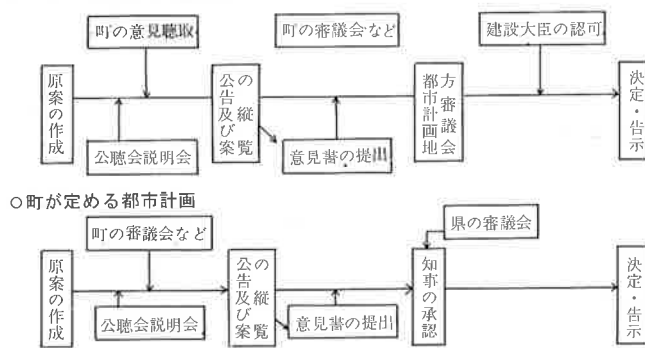 町の意見聴取
町の審議会など
建設大臣の認可
原案の作成
公聴会説明会
公告及び案
の縦覧
意見書の提出
都市計画地
方審議会
決定・告示
○町が定める都市計画
町の審議会など
県の審議会
原案の作成
公聴会説明会
公告及び案
の縦覧
意見書の提出
知事の承認
決定・告示